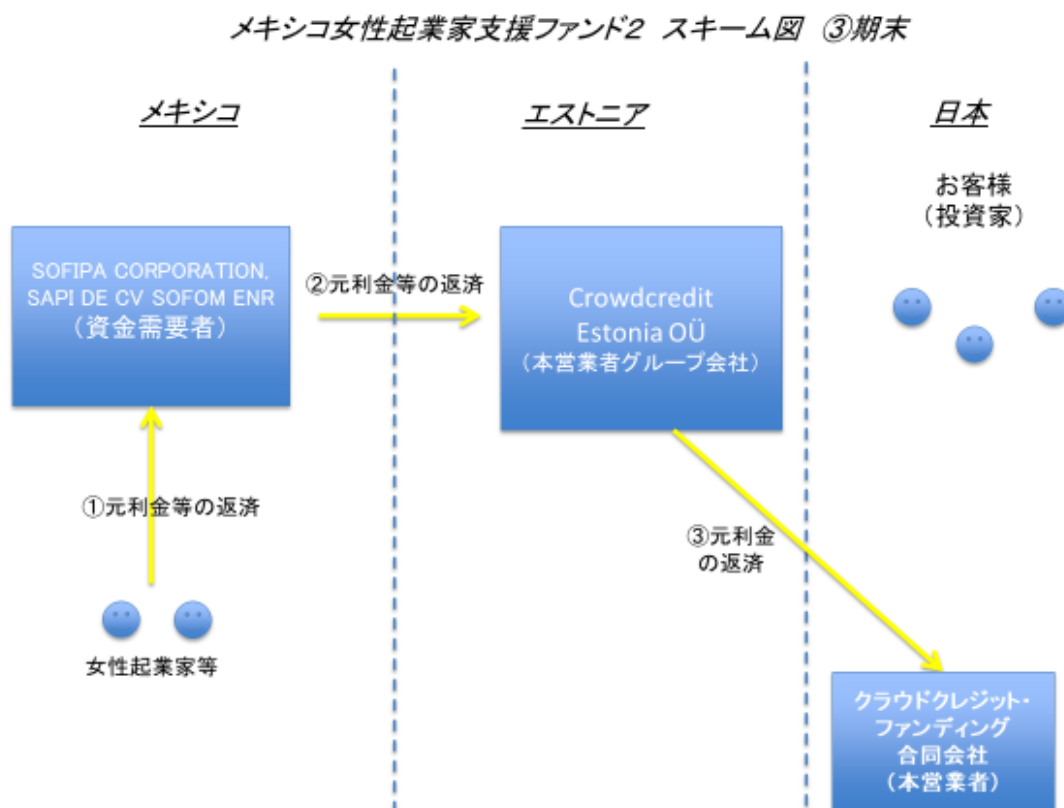 メキシコ女性起業家支援ファンド2 スキーム図 ③期末
メキシコ
エストニア
日本
お客様
（投資家）
SOFIPA CORPORATION,
SAPI DE CV SOFOM ENR
（資金需要者）
②元利金等の返済
Crowdcredit
Estonia OÜ
（本営業者グループ会社）
①元利金等の返済
③元利金
の返済
女性起業家等
クラウドクレジット・
ファンディング
合同会社
（本営業者）